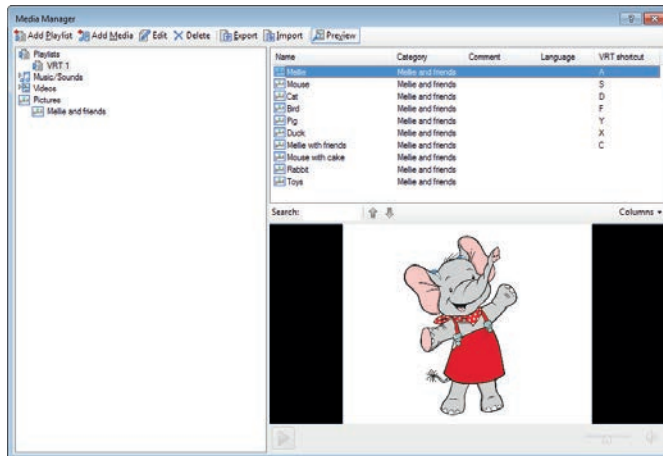 Media Manager
Add Playlist Add Media Edit Delete Export Import Preview
Playlists
VRT 1
Music/Sounds
Videos
Pictures
Mellie and friends
Name Category Comment Language VRT shortcut
Mellie Mellie and friends A
Mouse Mellie and friends S
Cat Mellie and friends D
Bird Mellie and friends F
Pig Mellie and friends Y
Duck Mellie and friends X
Mellie with friends Mellie and friends C
Mouse with cake Mellie and friends
Rabbit Mellie and friends
Toys Mellie and friends
Search: Columns